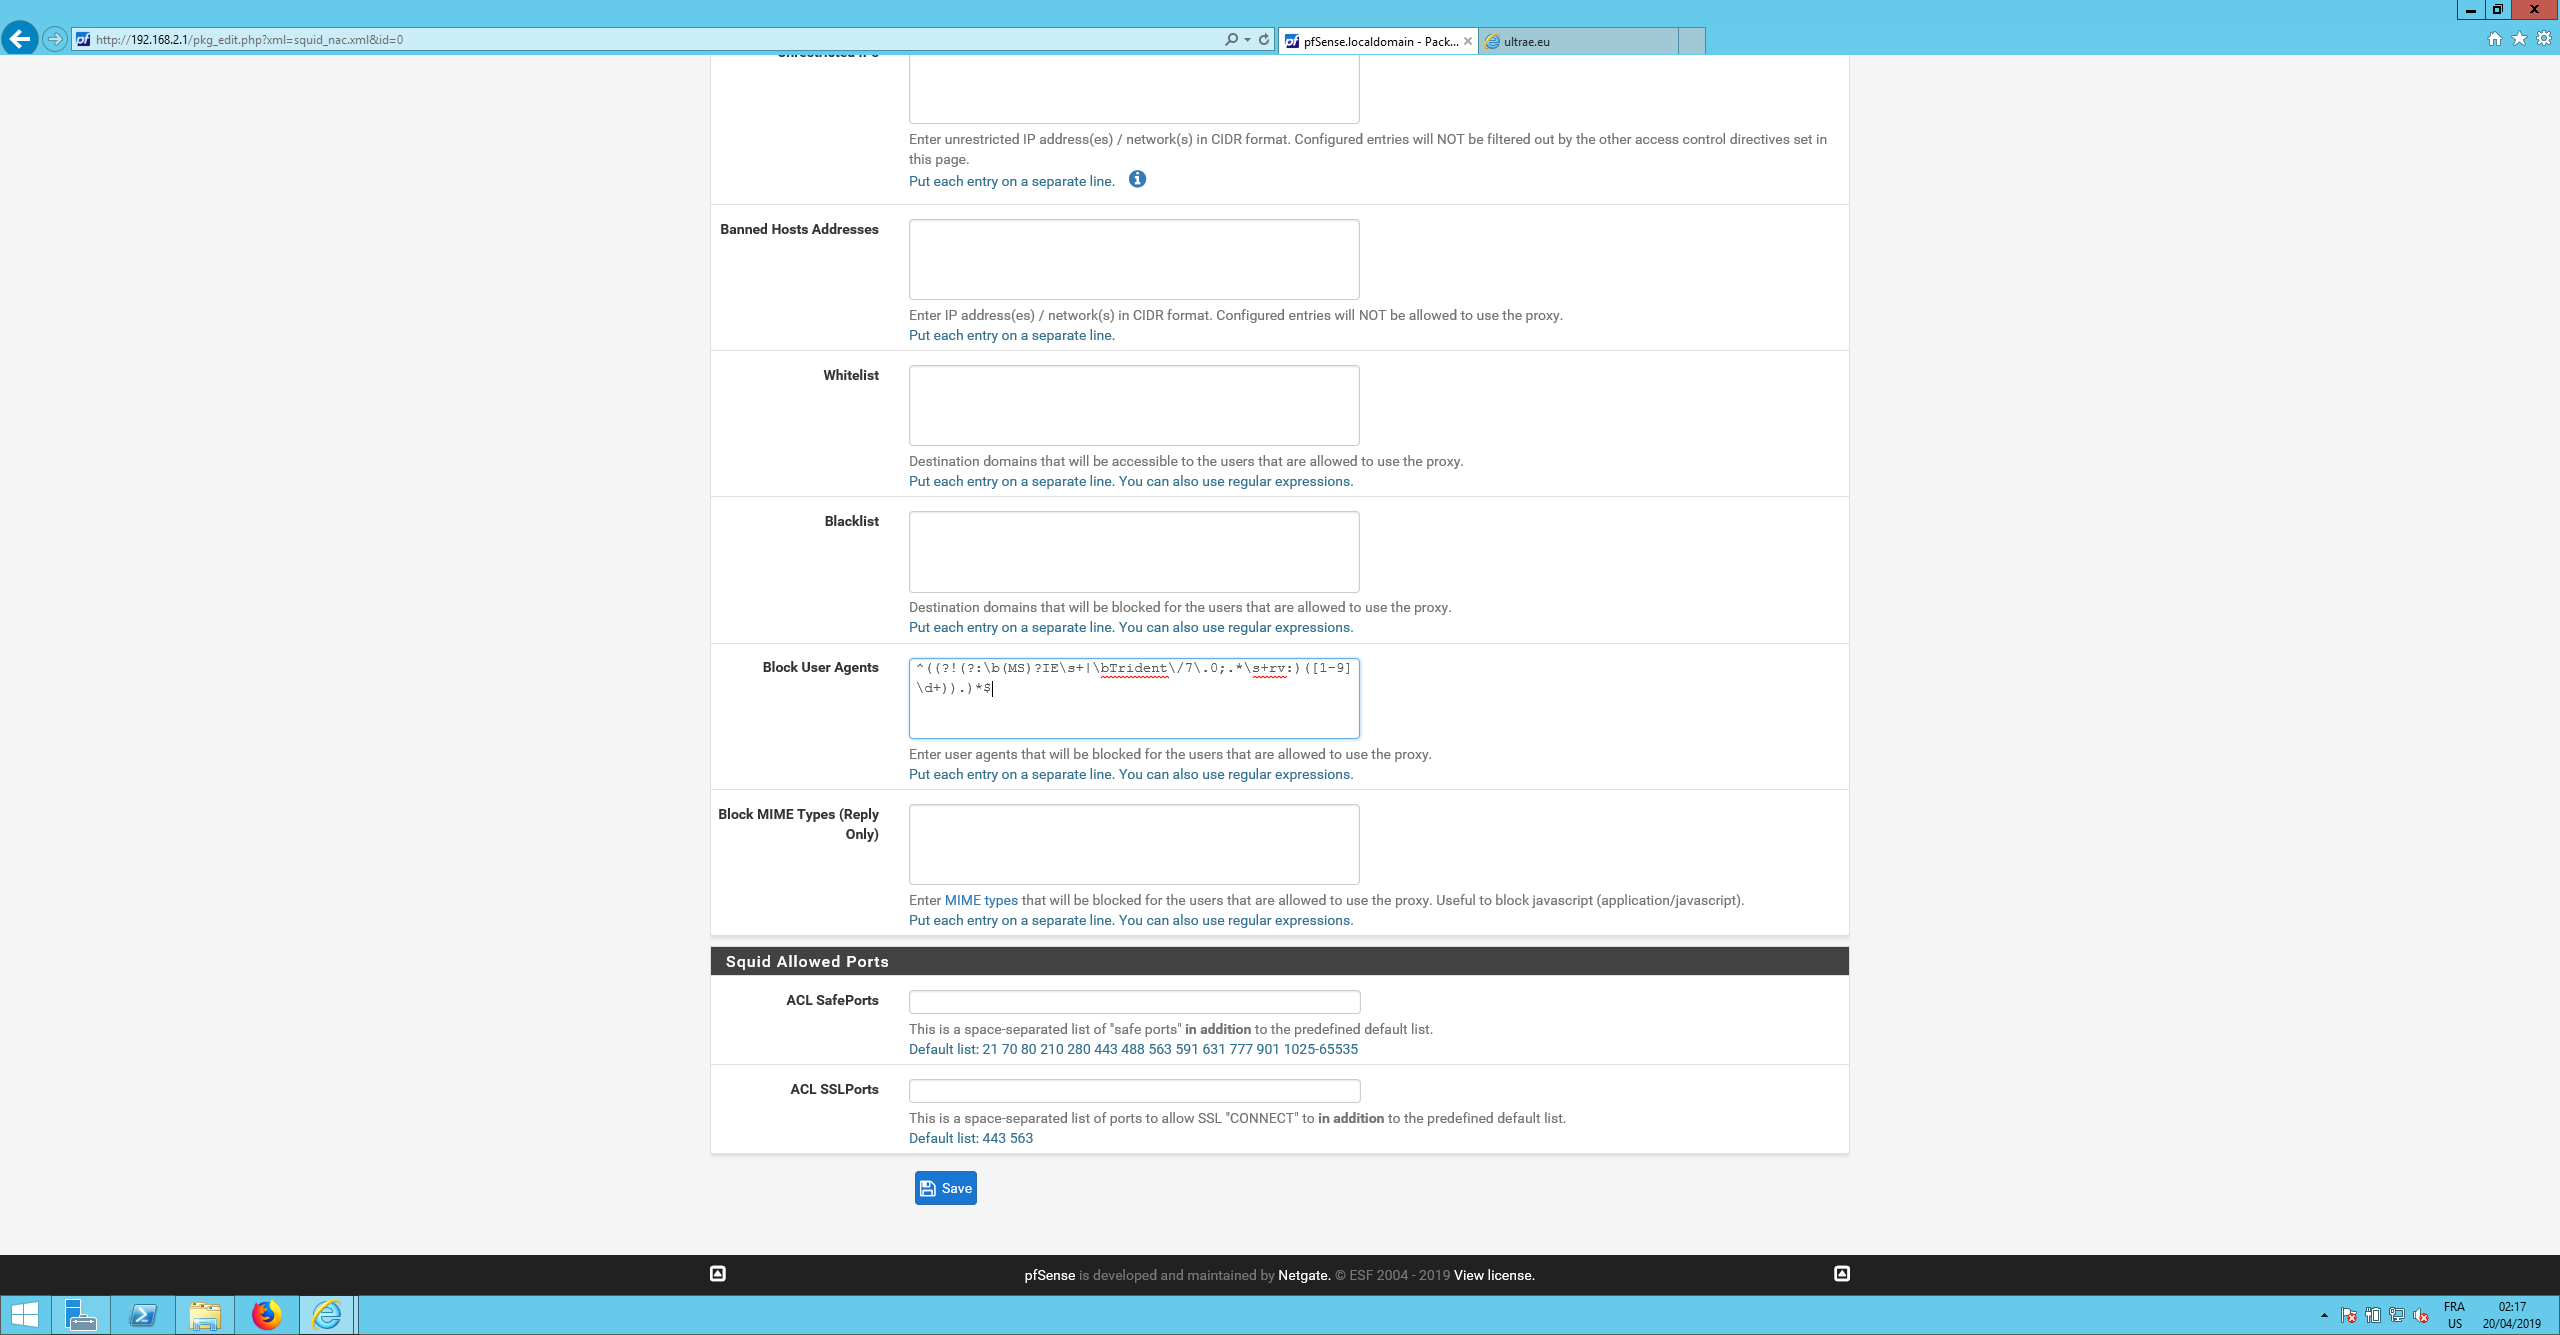 http://192.168.2.1/pkg_edit.php?xml=squid_nac.xml&id=0
pfSense.localdomain - Pack...
ultrae.eu
Unrestricted IPs
Enter unrestricted IP address(es) / network(s) in CIDR format. Configured entries will NOT be filtered out by the other access control directives set in
this page.
Put each entry on a separate line.
Banned Hosts Addresses
Enter IP address(es) / network(s) in CIDR format. Configured entries will NOT be allowed to use the proxy.
Put each entry on a separate line.
Whitelist
Destination domains that will be accessible to the users that are allowed to use the proxy.
Put each entry on a separate line. You can also use regular expressions.
Blacklist
Destination domains that will be blocked for the users that are allowed to use the proxy.
Put each entry on a separate line. You can also use regular expressions.
Block User Agents
^((?!(?:\b(MS)?IE\s+|\bTrident\/7\.0;.*\s+rv:)([1-9]
\d+)).)*$
Enter user agents that will be blocked for the users that are allowed to use the proxy.
Put each entry on a separate line. You can also use regular expressions.
Block MIME Types (Reply
Only)
Enter MIME types that will be blocked for the users that are allowed to use the proxy. Useful to block javascript (application/javascript).
Put each entry on a separate line. You can also use regular expressions.
Squid Allowed Ports
ACL SafePorts
This is a space-separated list of "safe ports" in addition to the predefined default list.
Default list: 21 70 80 210 280 443 488 563 591 631 777 901 1025-65535
ACL SSLPorts
This is a space-separated list of ports to allow SSL "CONNECT" to in addition to the predefined default list.
Default list: 443 563
Save
pfSense is developed and maintained by Netgate. © ESF 2004 - 2019 View license.
FRA
US
02:17
20/04/2019